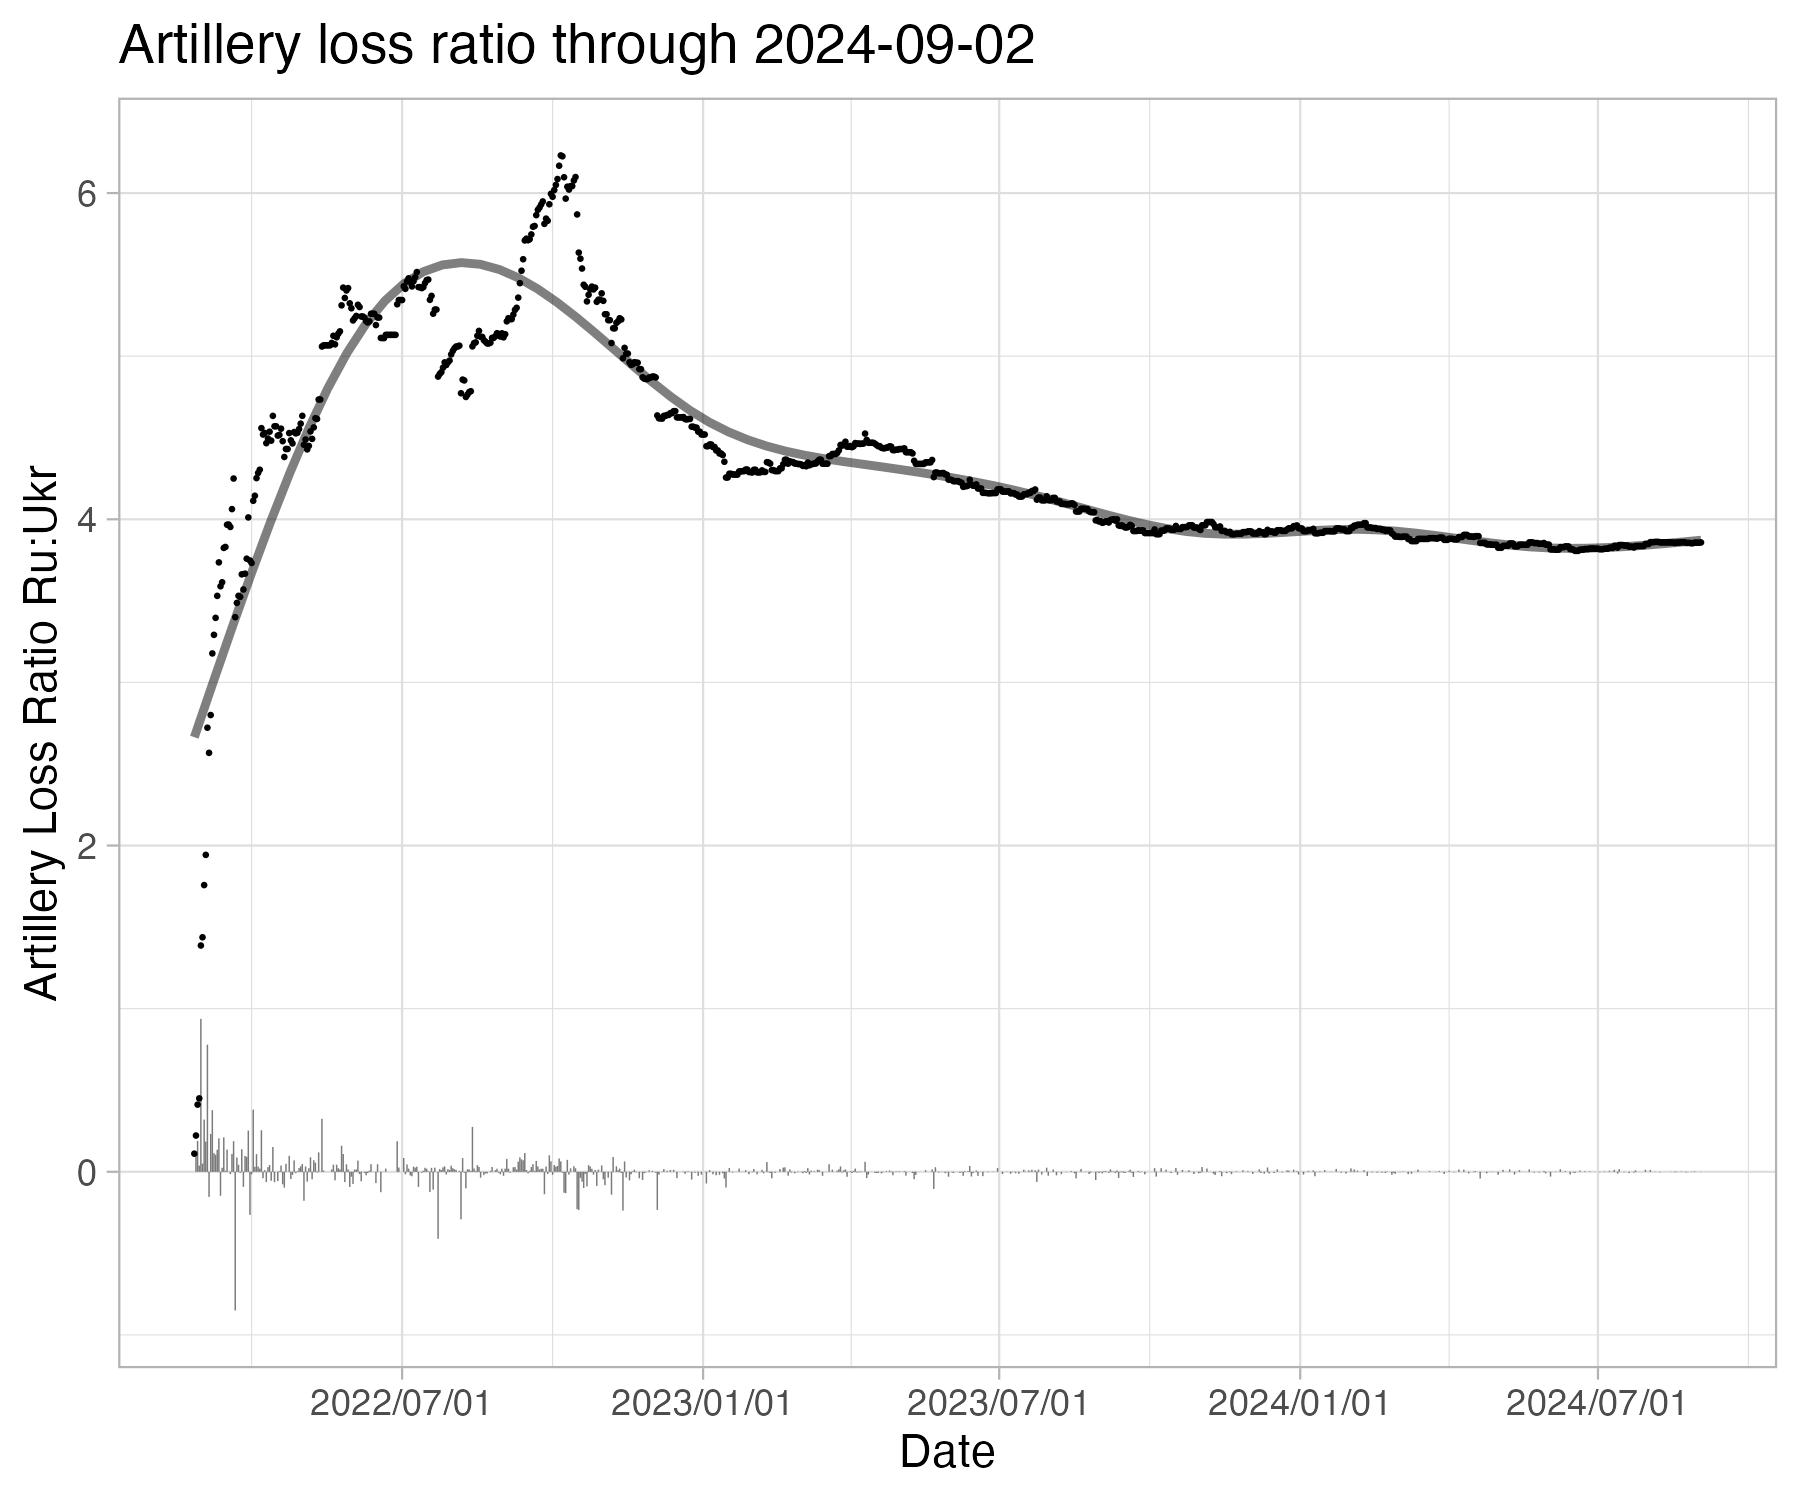 Artillery loss ratio through 2024-09-02
Artillery Loss Ratio Ru:Ukr
6
4
2
0
2022/07/01 2023/01/01 2023/07/01 2024/01/01 2024/07/01
Date